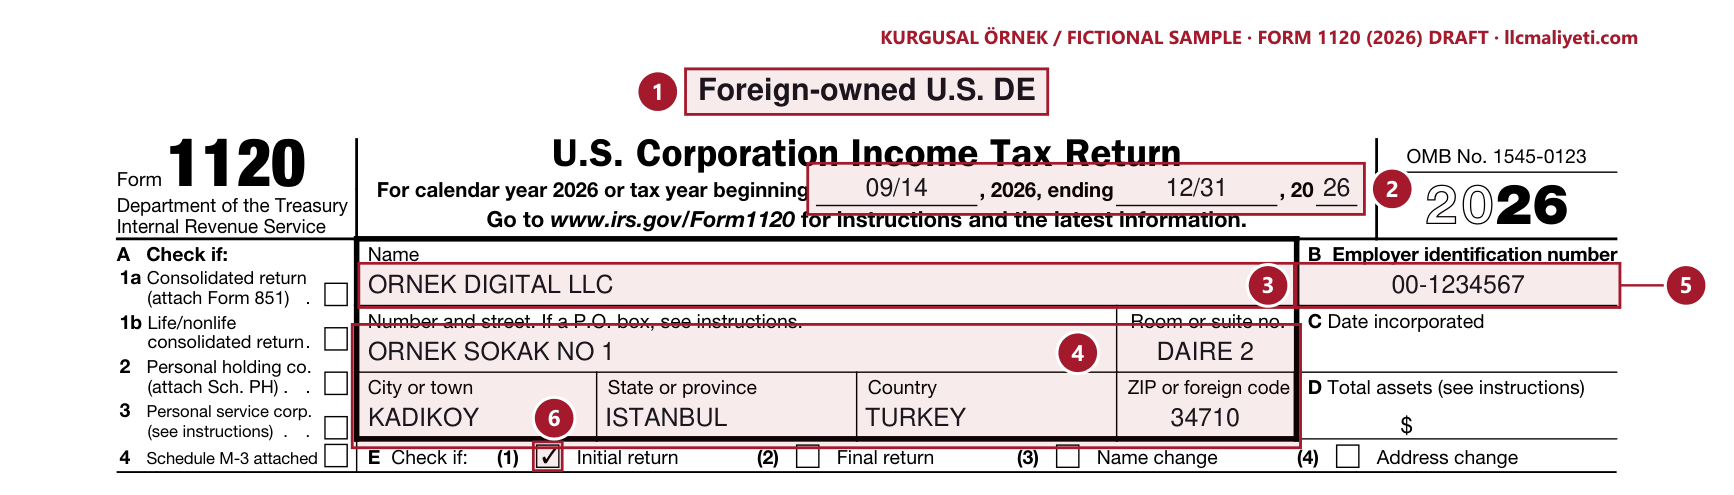 KURGUSAL ÖRNEK / FICTIONAL SAMPLE · FORM 1120 (2026) DRAFT · llcmaliyeti.com
1 Foreign-owned U.S. DE
Form 1120
Department of the Treasury
Internal Revenue Service
U.S. Corporation Income Tax Return
For calendar year 2026 or tax year beginning 09/14 , 2026, ending 12/31 , 20 26 2
Go to www.irs.gov/Form1120 for instructions and the latest information.
OMB No. 1545-0123
2026
A Check if:
1a Consolidated return
(attach Form 851) .
1b Life/nonlife
consolidated return.
2 Personal holding co.
(attach Sch. PH) . .
3 Personal service corp.
(see instructions) . .
4 Schedule M-3 attached
Name
ORNEK DIGITAL LLC 3
Number and street. If a P.O. box, see instructions. Room or suite no.
ORNEK SOKAK NO 1 4 DAIRE 2
City or town State or province Country ZIP or foreign code
KADIKOY 6 ISTANBUL TURKEY 34710
B Employer identification number
00-1234567 5
C Date incorporated
D Total assets (see instructions)
$
E Check if: (1) ✓ Initial return (2) Final return (3) Name change (4) Address change